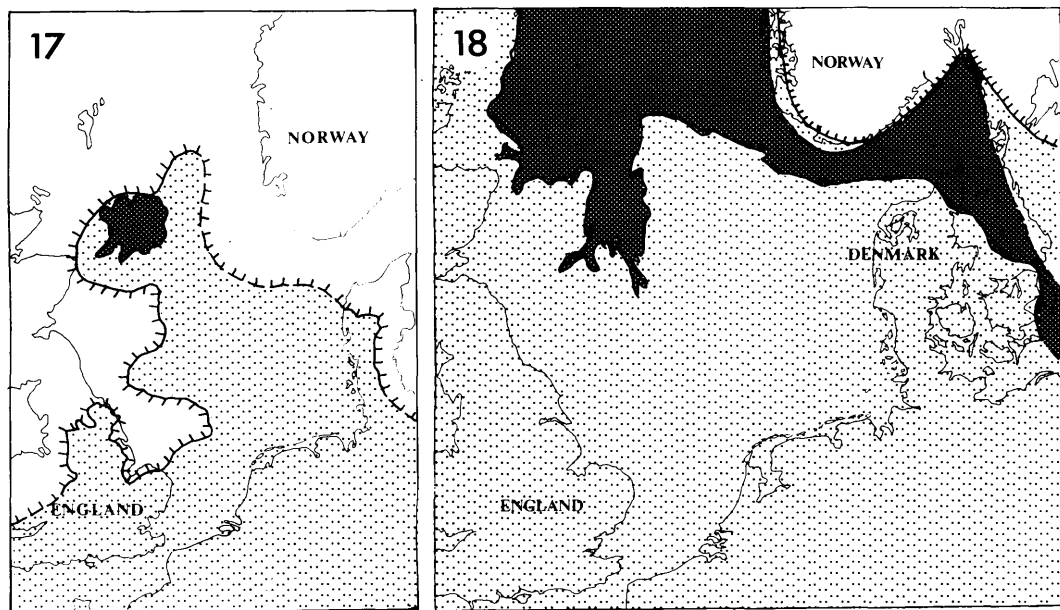 17
NORWAY
ENGLAND
18
NORWAY
DENMARK
ENGLAND